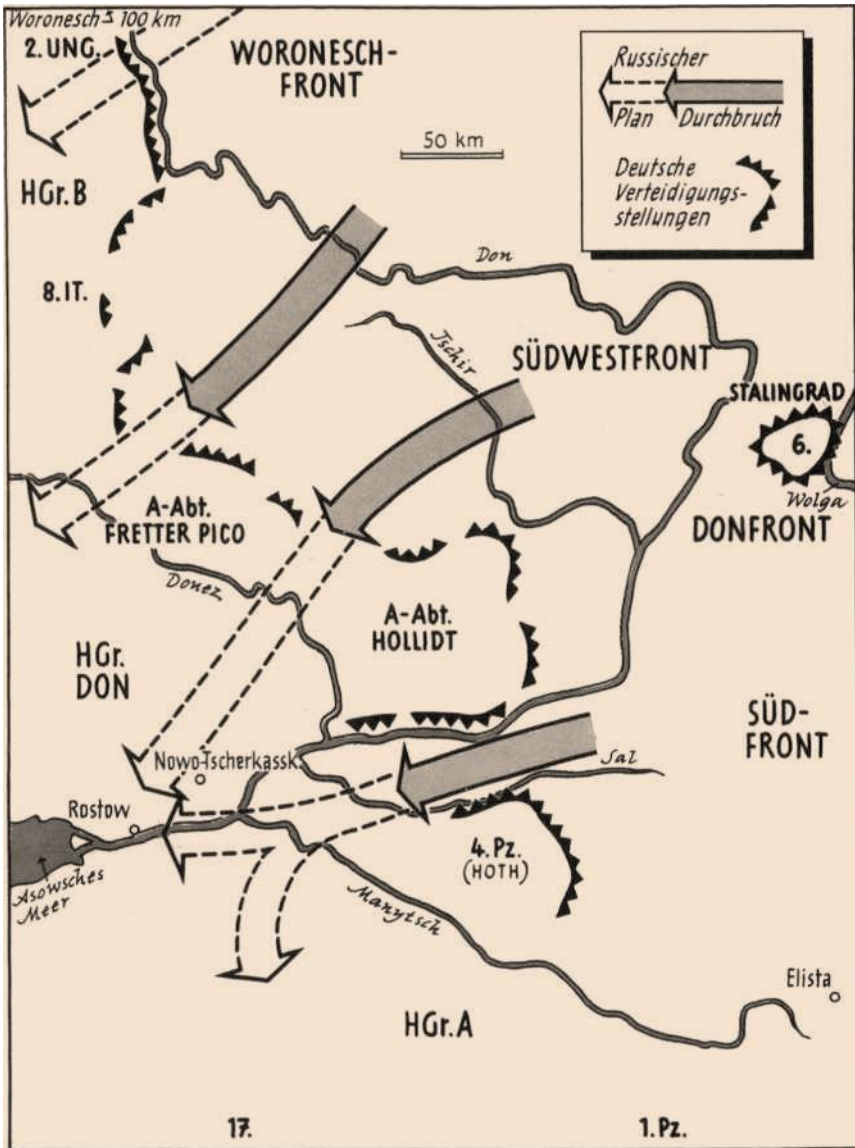 Woronesch ≒ 100 km
2. UNG.
WORONESCH-
FRONT
Russischer
Plan
Durchbruch
Deutsche
Verteidigungs-
stellungen
50 km
HGr. B
8. IT.
Don
Tschir
SÜDWESTFRONT
STALINGRAD
6.
Wolga
DONFRONT
A-Abt.
FRETTER PICO
Donez
A-Abt.
HOLLIDT
HGr.
DON
SÜD-
FRONT
Nowo-Tscherkassk.
Sal
Rostow
4. Pz.
(HOTH)
Asowsches
Meer
Manytsch
Elista
HGr. A
17.
1. Pz.